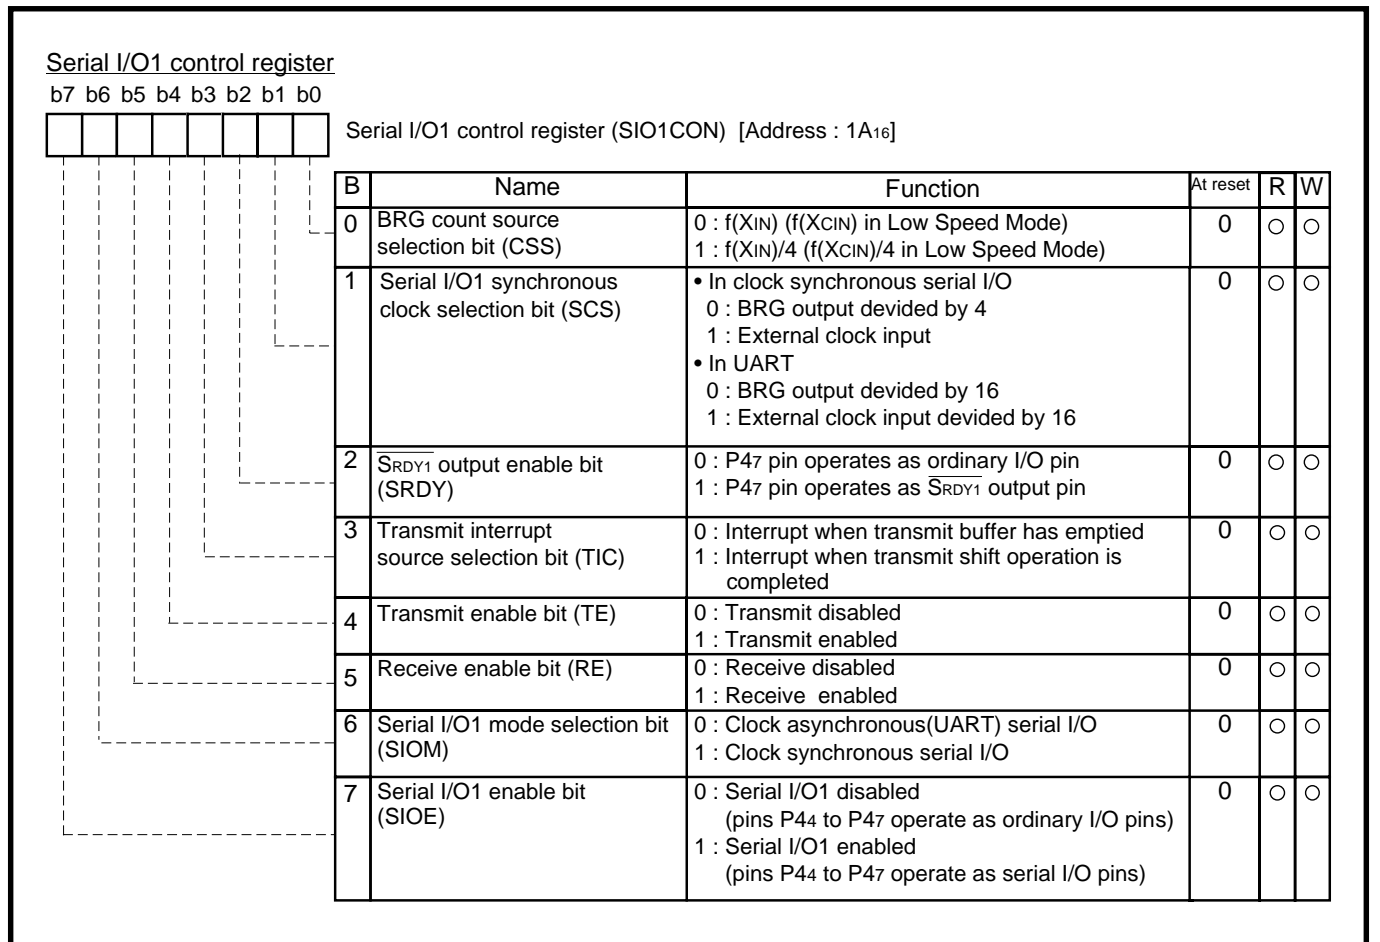 Serial I/O1 control register
b7 b6 b5 b4 b3 b2 b1 b0
Serial I/O1 control register (SIO1CON) [Address : 1A16]
B Name Function At reset R W
0 BRG count source selection bit (CSS)
0 : f(XIN) (f(XCIN) in Low Speed Mode)
1 : f(XIN)/4 (f(XCIN)/4 in Low Speed Mode)
0 ○ ○
1 Serial I/O1 synchronous
clock selection bit (SCS)
• In clock synchronous serial I/O
0 : BRG output devided by 4
1 : External clock input
• In UART
0 : BRG output devided by 16
1 : External clock input devided by 16
0 ○ ○
2 SRDY1 output enable bit
(SRDY)
0 : P47 pin operates as ordinary I/O pin
1 : P47 pin operates as SRDY1 output pin
0 ○ ○
3 Transmit interrupt
source selection bit (TIC)
0 : Interrupt when transmit buffer has emptied
1 : Interrupt when transmit shift operation is
completed
0 ○ ○
4 Transmit enable bit (TE)
0 : Transmit disabled
1 : Transmit enabled
0 ○ ○
5 Receive enable bit (RE)
0 : Receive disabled
1 : Receive enabled
0 ○ ○
6 Serial I/O1 mode selection bit
(SIOM)
0 : Clock asynchronous(UART) serial I/O
1 : Clock synchronous serial I/O
0 ○ ○
7 Serial I/O1 enable bit
(SIOE)
0 : Serial I/O1 disabled
(pins P44 to P47 operate as ordinary I/O pins)
1 : Serial I/O1 enabled
(pins P44 to P47 operate as serial I/O pins)
0 ○ ○